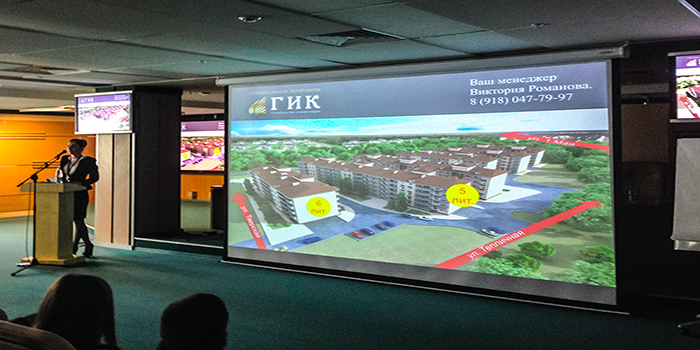 ГИК
Ваш менеджер
Виктория Романова.
8 (918) 047-79-97
ул. 1 Мая
6
лит.
5
лит.
ул. Тепличная